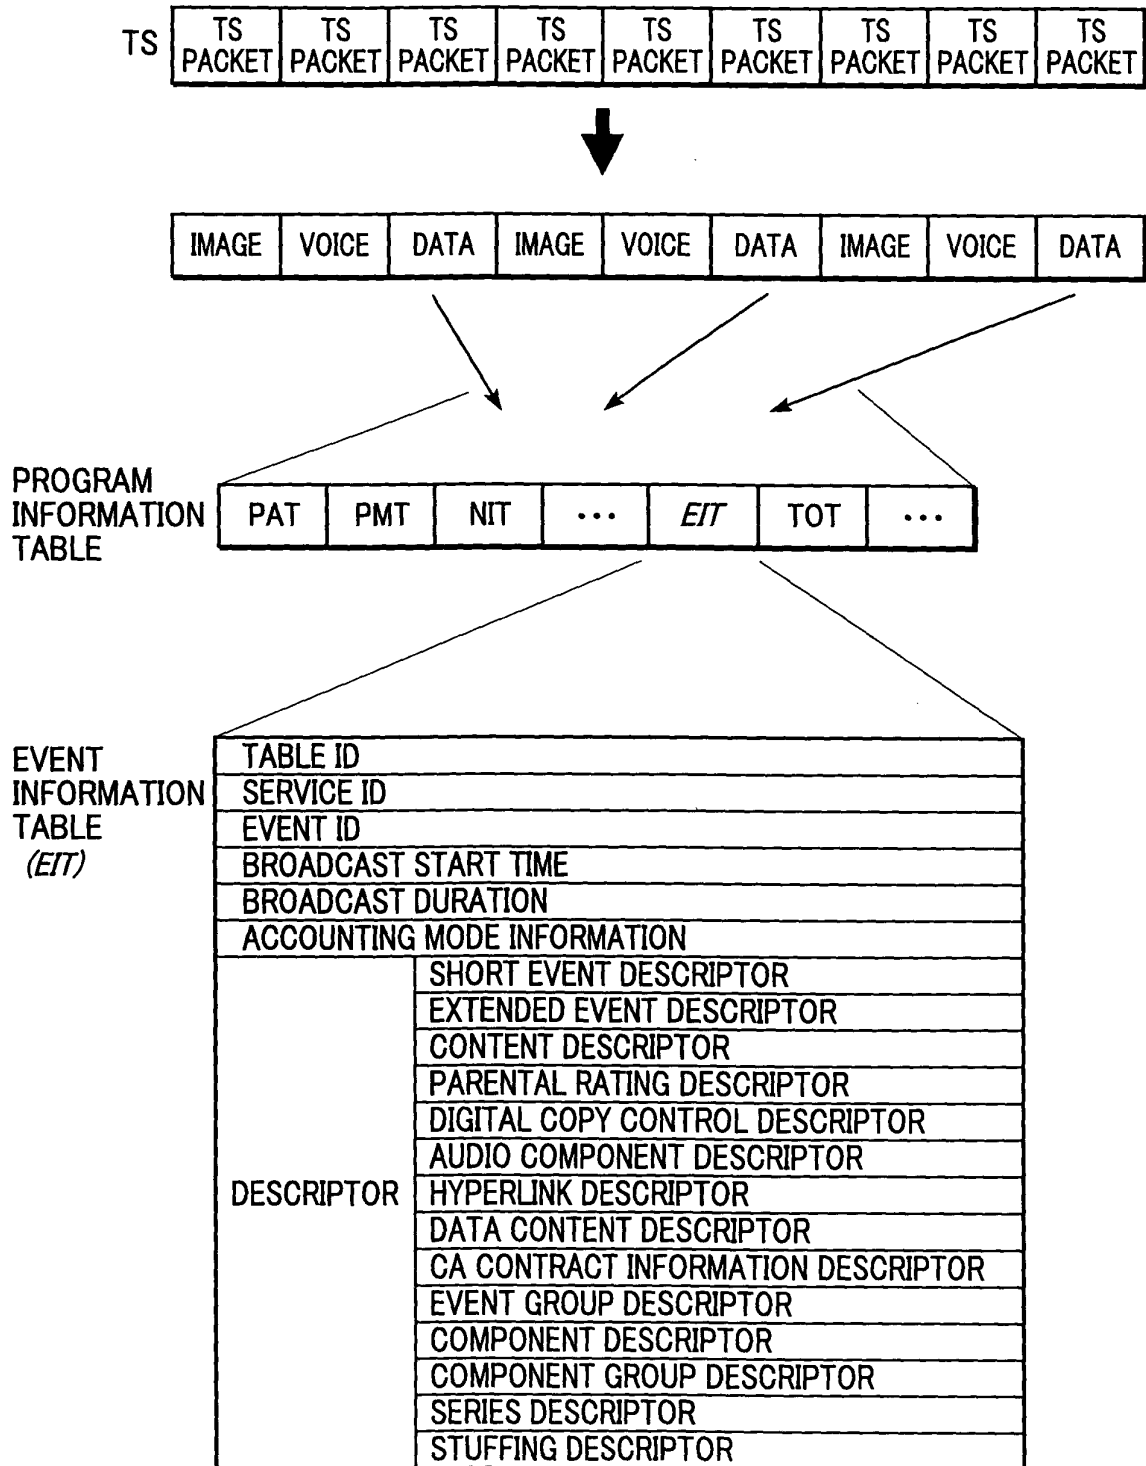 TS
TS PACKET TS PACKET TS PACKET TS PACKET TS PACKET TS PACKET TS PACKET TS PACKET TS PACKET
IMAGE VOICE DATA IMAGE VOICE DATA IMAGE VOICE DATA
PROGRAM
INFORMATION
TABLE
PAT PMT NIT ... EIT TOT ...
EVENT
INFORMATION
TABLE
(EIT)
TABLE ID
SERVICE ID
EVENT ID
BROADCAST START TIME
BROADCAST DURATION
ACCOUNTING MODE INFORMATION
DESCRIPTOR
SHORT EVENT DESCRIPTOR
EXTENDED EVENT DESCRIPTOR
CONTENT DESCRIPTOR
PARENTAL RATING DESCRIPTOR
DIGITAL COPY CONTROL DESCRIPTOR
AUDIO COMPONENT DESCRIPTOR
HYPERLINK DESCRIPTOR
DATA CONTENT DESCRIPTOR
CA CONTRACT INFORMATION DESCRIPTOR
EVENT GROUP DESCRIPTOR
COMPONENT DESCRIPTOR
COMPONENT GROUP DESCRIPTOR
SERIES DESCRIPTOR
STUFFING DESCRIPTOR